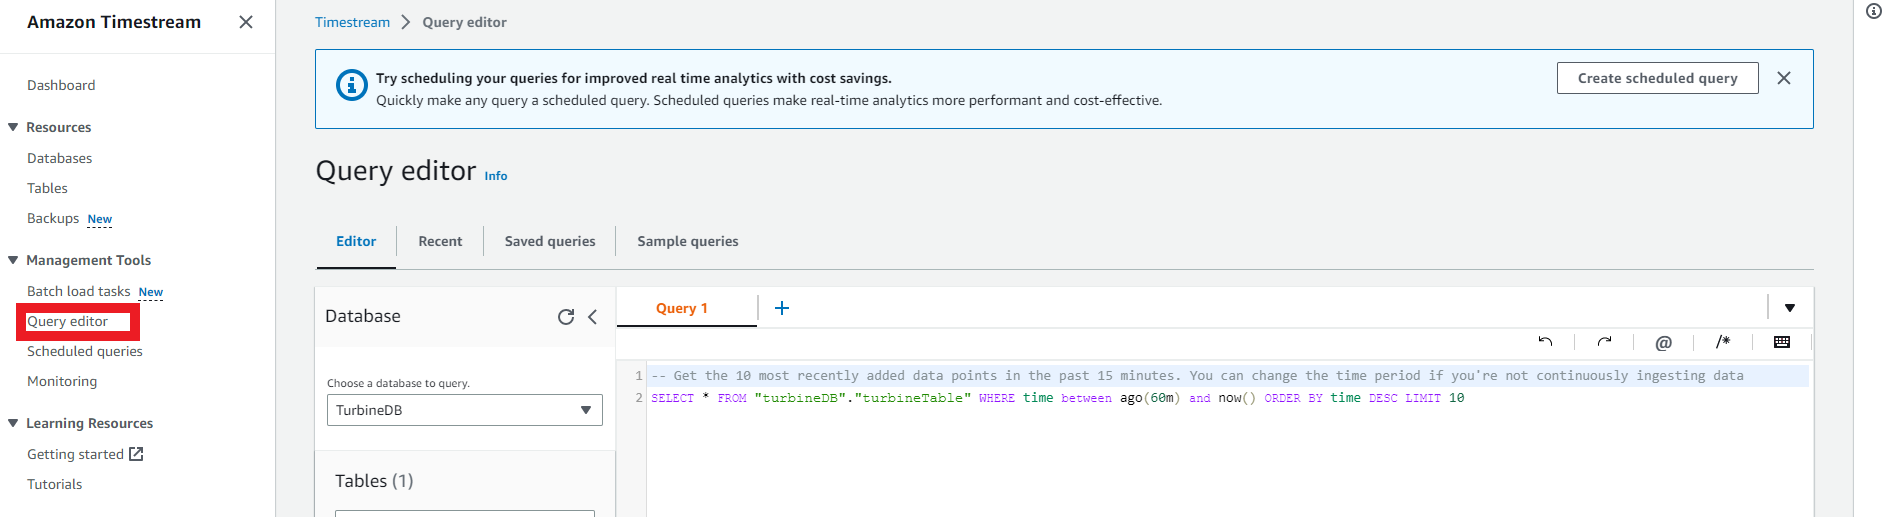 Amazon Timestream
Dashboard
Resources
Databases
Tables
Backups New
Management Tools
Batch load tasks New
Query editor
Scheduled queries
Monitoring
Learning Resources
Getting started
Tutorials
Timestream > Query editor
Try scheduling your queries for improved real time analytics with cost savings.
Quickly make any query a scheduled query. Scheduled queries make real-time analytics more performant and cost-effective.
Create scheduled query
Query editor Info
Editor Recent Saved queries Sample queries
Database
Choose a database to query.
TurbineDB
Tables (1)
Query 1 +
@ /*
1 -- Get the 10 most recently added data points in the past 15 minutes. You can change the time period if you're not continuously ingesting data
2 SELECT * FROM "turbineDB"."turbineTable" WHERE time between ago(60m) and now() ORDER BY time DESC LIMIT 10